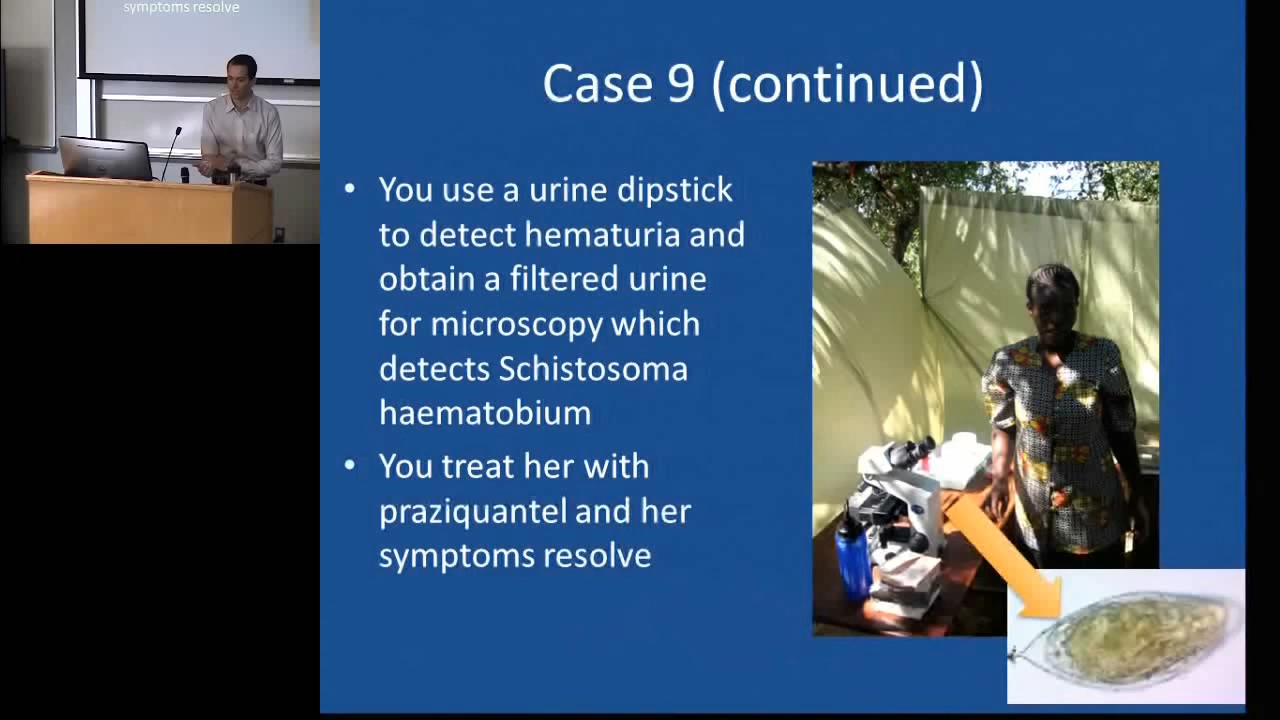 symptoms resolve
Case 9 (continued)
• You use a urine dipstick
to detect hematuria and
obtain a filtered urine
for microscopy which
detects Schistosoma
haematobium
• You treat her with
praziquantel and her
symptoms resolve